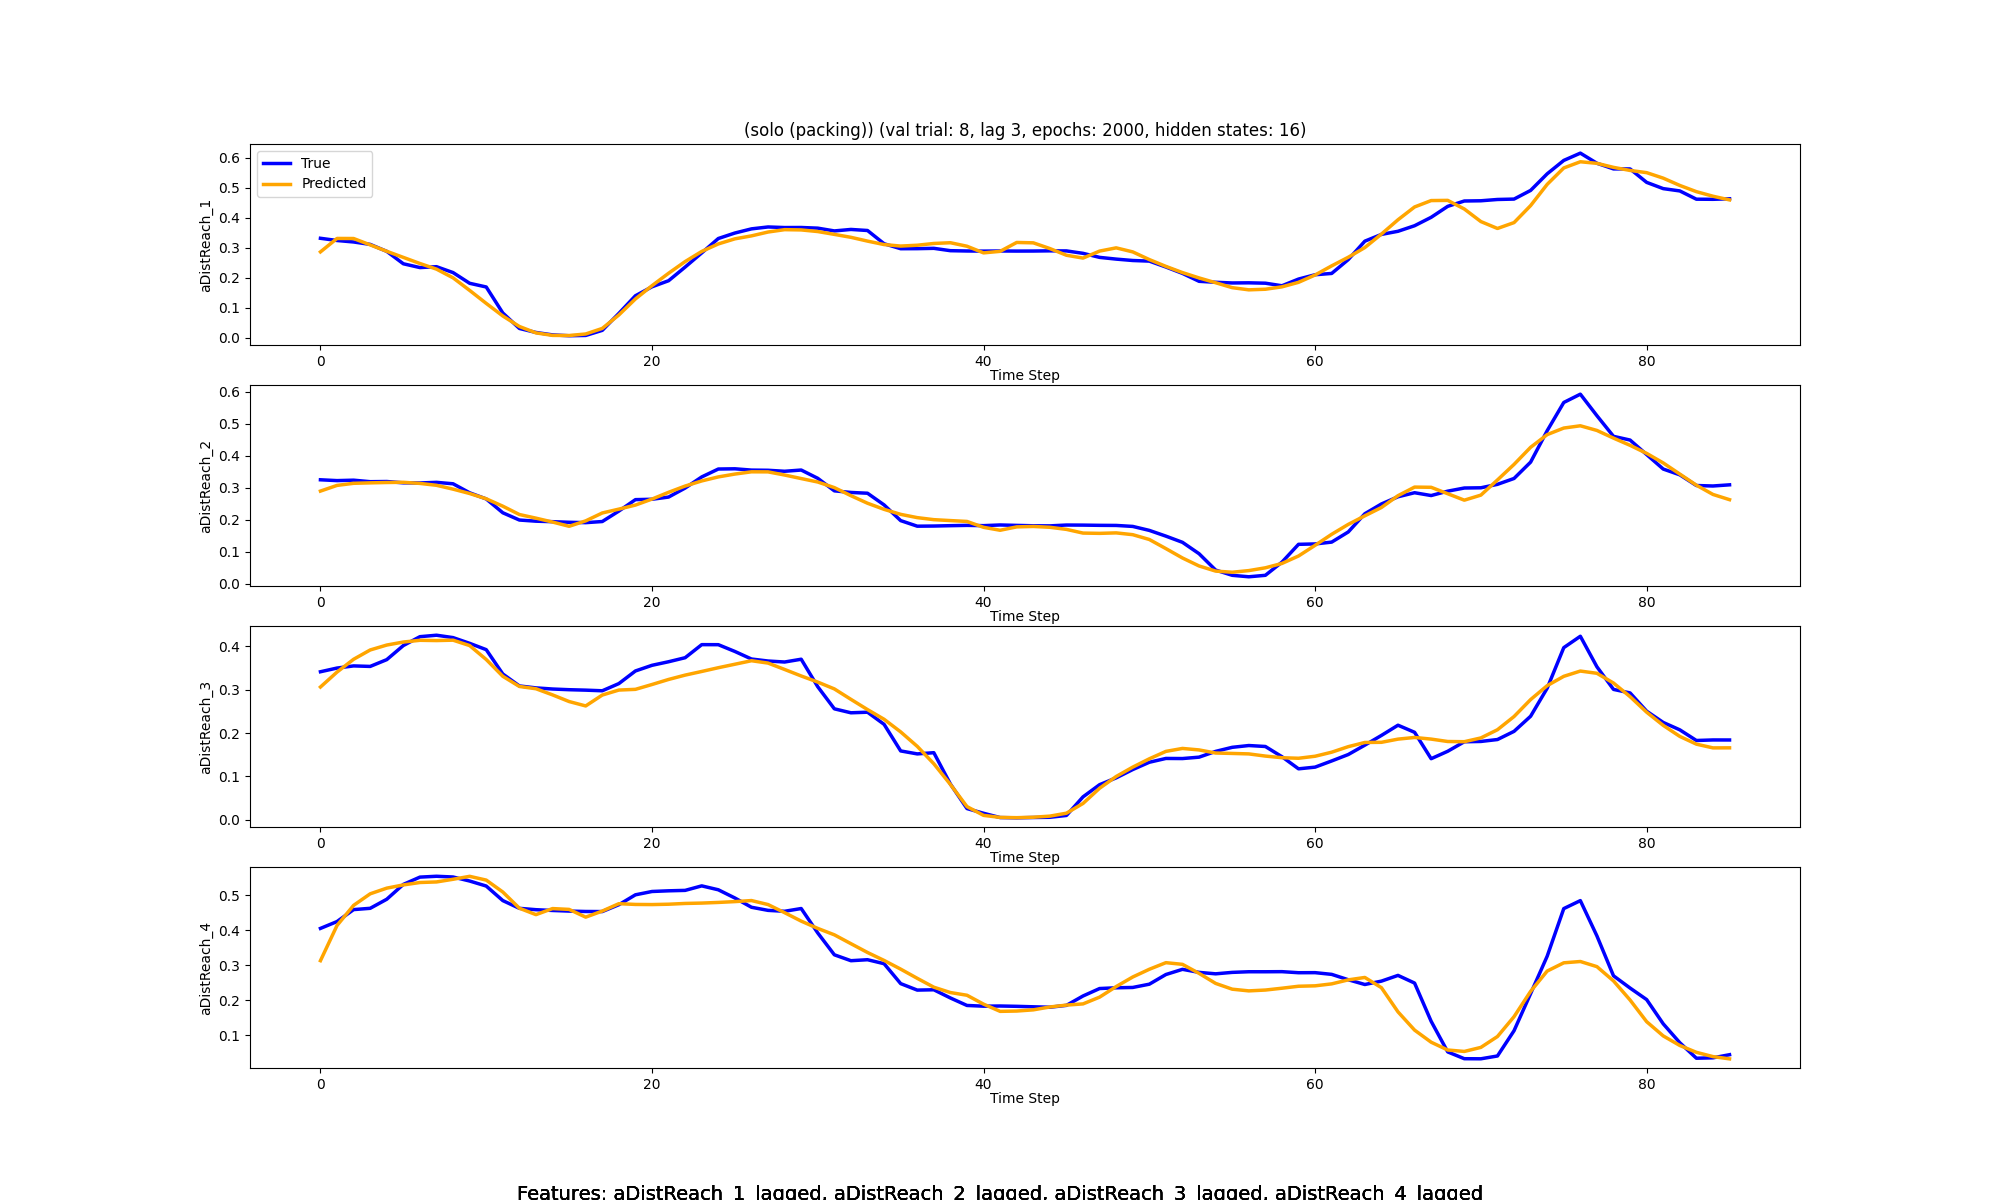 (solo (packing)) (val trial: 8, lag 3, epochs: 2000, hidden states: 16)
True
Predicted
aDistReach_1
0.6
0.5
0.4
0.3
0.2
0.1
0.0
0 20 40 60 80
Time Step
aDistReach_2
0.6
0.5
0.4
0.3
0.2
0.1
0.0
0 20 40 60 80
Time Step
aDistReach_3
0.4
0.3
0.2
0.1
0.0
0 20 40 60 80
Time Step
aDistReach_4
0.5
0.4
0.3
0.2
0.1
0 20 40 60 80
Time Step
Features: aDistReach_1_lagged, aDistReach_2_lagged, aDistReach_3_lagged, aDistReach_4_lagged